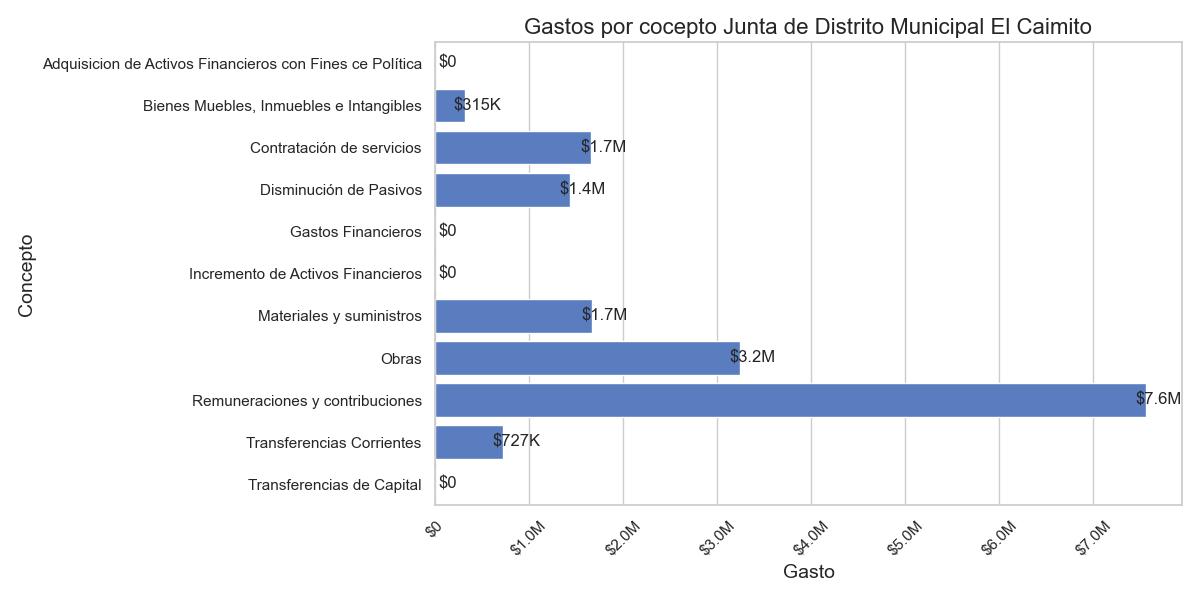 Gastos por cocepto Junta de Distrito Municipal El Caimito
Concepto
Adquisicion de Activos Financieros con Fines ce Política $0
Bienes Muebles, Inmuebles e Intangibles $315K
Contratación de servicios $1.7M
Disminución de Pasivos $1.4M
Gastos Financieros $0
Incremento de Activos Financieros $0
Materiales y suministros $1.7M
Obras $3.2M
Remuneraciones y contribuciones $7.6M
Transferencias Corrientes $727K
Transferencias de Capital $0
$0 $1.0M $2.0M $3.0M $4.0M $5.0M $6.0M $7.0M
Gasto